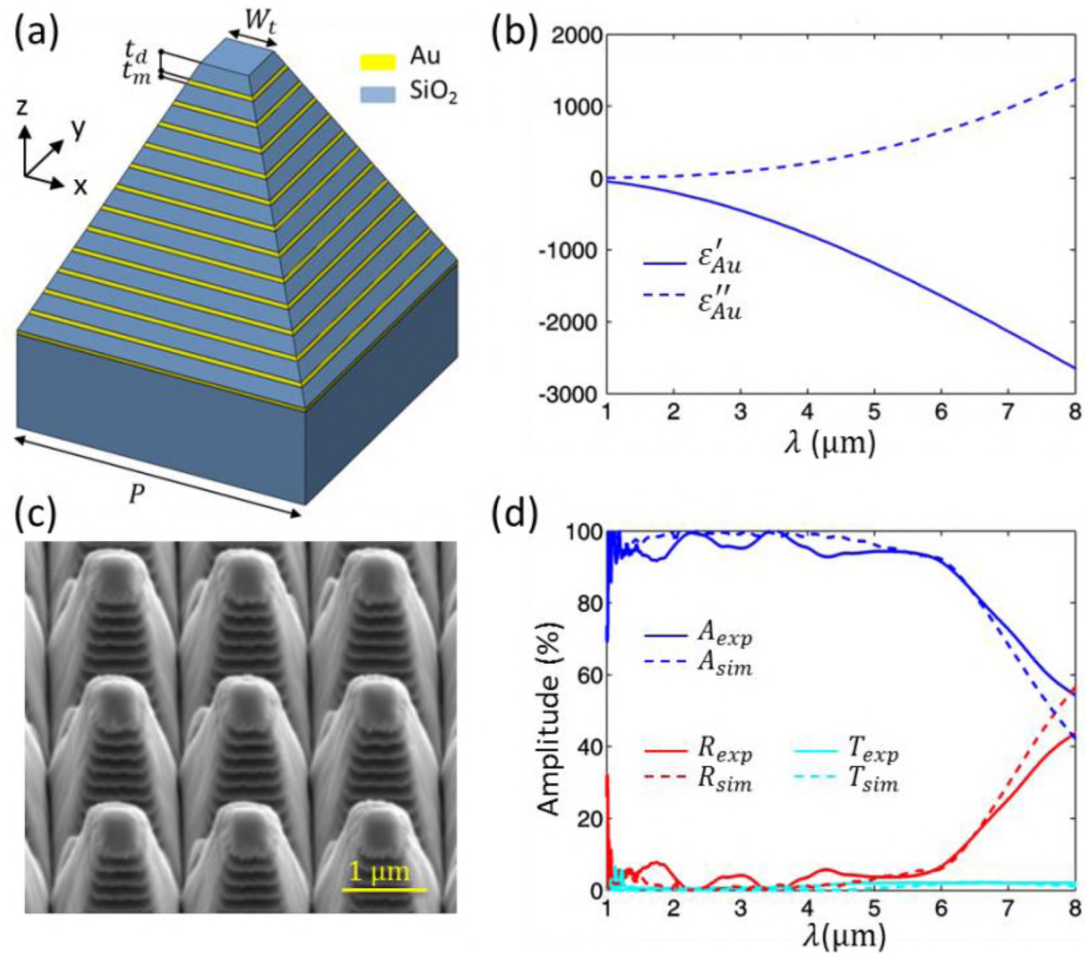 (a)
W_t
t_d
t_m
Au
SiO₂
z
y
x
P
(b)
2000
1000
0
-1000
-2000
-3000
ε′_Au
ε″_Au
1 2 3 4 5 6 7 8
λ (μm)
(c)
1 μm
(d)
Amplitude (%)
100
80
60
40
20
0
A_exp
A_sim
R_exp T_exp
R_sim T_sim
1 2 3 4 5 6 7 8
λ(μm)